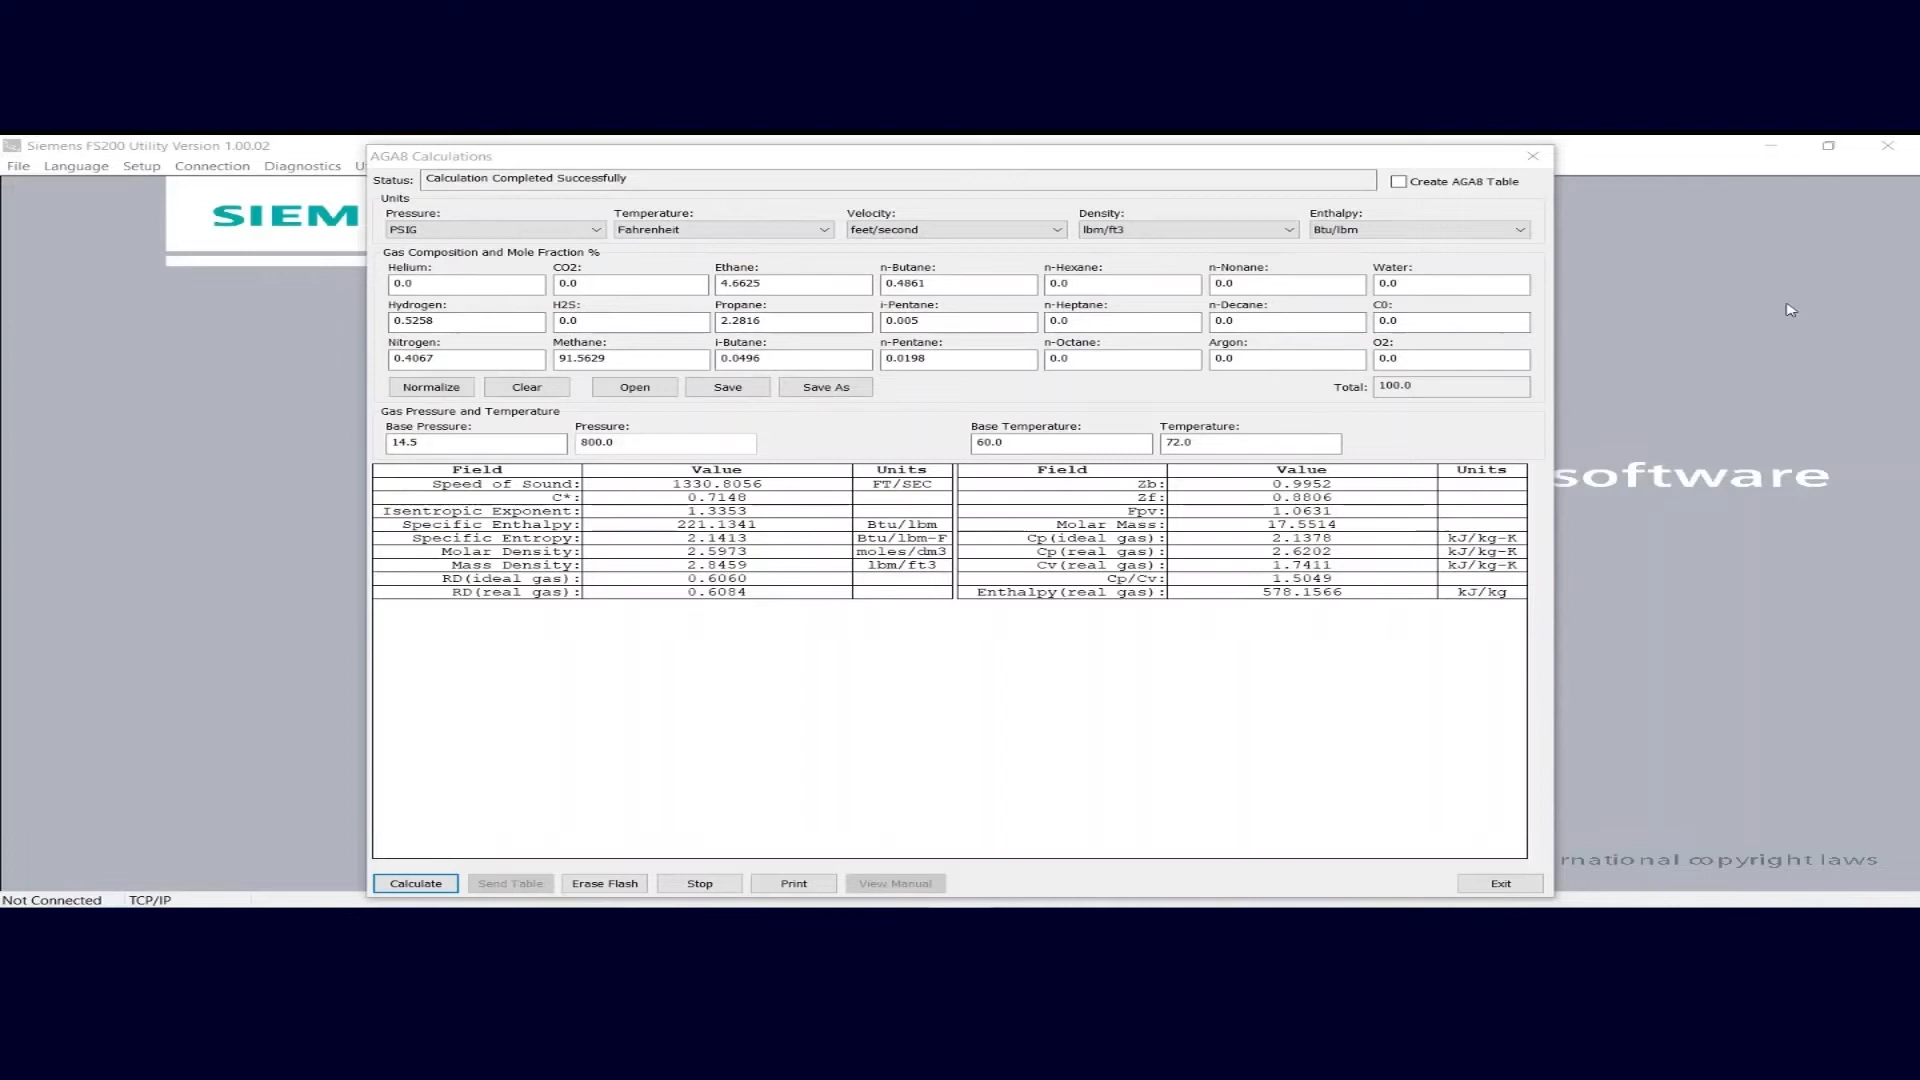 Siemens FS200 Utility Version 1.00.02
File Language Setup Connection Diagnostics
SIEM
AGA8 Calculations
Status: Calculation Completed Successfully Create AGA8 Table
Units
Pressure: Temperature: Velocity: Density: Enthalpy:
PSIG Fahrenheit feet/second lbm/ft3 Btu/lbm
Gas Composition and Mole Fraction %
Helium: CO2: Ethane: n-Butane: n-Hexane: n-Nonane: Water:
0.0 0.0 4.6625 0.4861 0.0 0.0 0.0
Hydrogen: H2S: Propane: i-Pentane: n-Heptane: n-Decane: C0:
0.5258 0.0 2.2816 0.005 0.0 0.0 0.0
Nitrogen: Methane: i-Butane: n-Pentane: n-Octane: Argon: O2:
0.4067 91.5629 0.0496 0.0198 0.0 0.0 0.0
Normalize Clear Open Save Save As Total: 100.0
Gas Pressure and Temperature
Base Pressure: Pressure: Base Temperature: Temperature:
14.5 800.0 60.0 72.0
Field Value Units Field Value Units
Speed of Sound: 1330.8056 FT/SEC Zb: 0.9952
C*: 0.7148 Zf: 0.8806
Isentropic Exponent: 1.3353 Fpv: 1.0631
Specific Enthalpy: 221.1341 Btu/lbm Molar Mass: 17.5514
Specific Entropy: 2.1413 Btu/lbm-F Cp(ideal gas): 2.1378 kJ/kg-K
Molar Density: 2.5973 moles/dm3 Cp(real gas): 2.6202 kJ/kg-K
Mass Density: 2.8459 lbm/ft3 Cv(real gas): 1.7411 kJ/kg-K
RD(ideal gas): 0.6060 Cp/Cv: 1.5049
RD(real gas): 0.6084 Enthalpy(real gas): 578.1566 kJ/kg
software
rnational copyright laws
Calculate Send Table Erase Flash Stop Print View Manual Exit
Not Connected TCP/IP